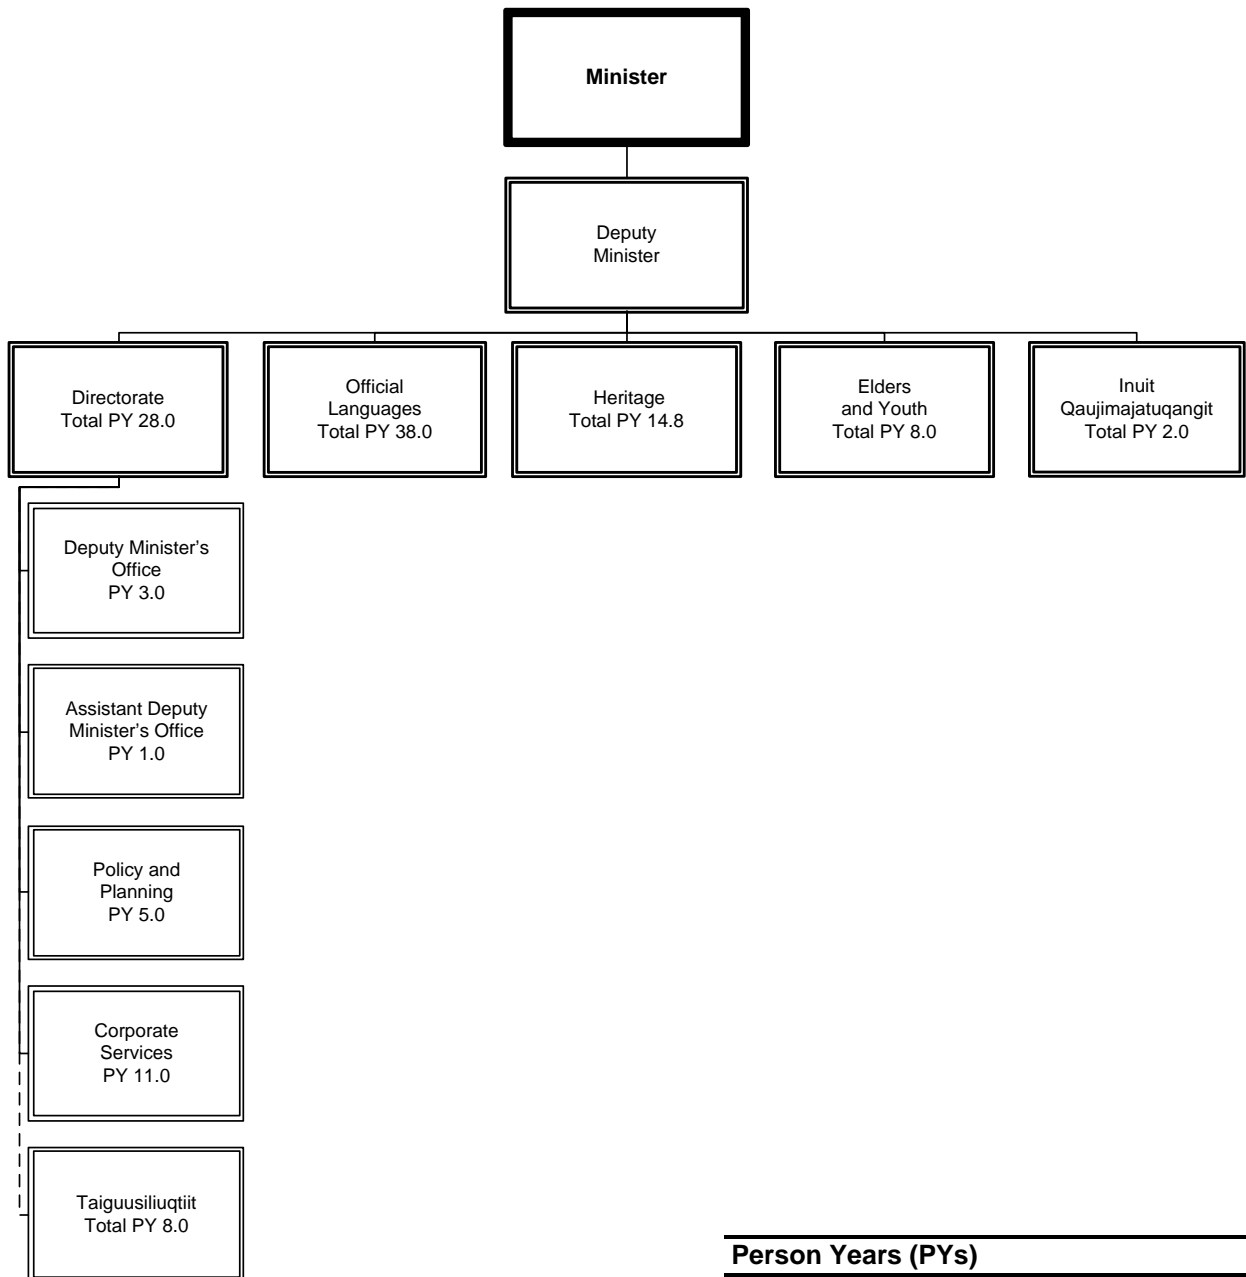 Minister
Deputy
Minister
Directorate
Total PY 28.0
Official
Languages
Total PY 38.0
Heritage
Total PY 14.8
Elders
and Youth
Total PY 8.0
Inuit
Qaujimajatuqangit
Total PY 2.0
Deputy Minister’s
Office
PY 3.0
Assistant Deputy
Minister’s Office
PY 1.0
Policy and
Planning
PY 5.0
Corporate
Services
PY 11.0
Taiguusiliuqtiit
Total PY 8.0
Person Years (PYs)